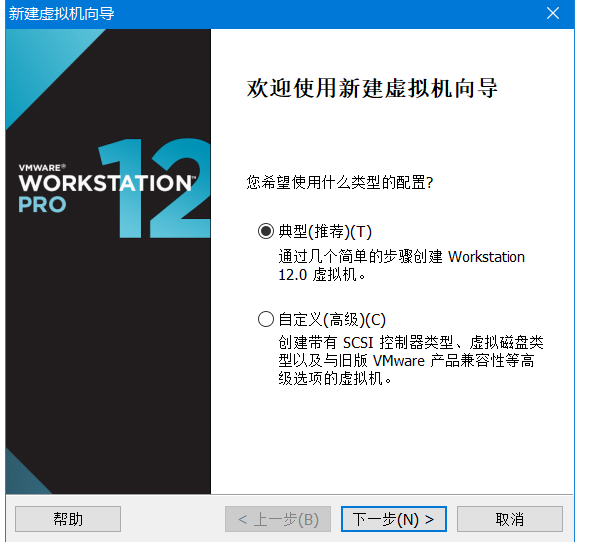 新建虚拟机向导
欢迎使用新建虚拟机向导
VMWARE®
WORKSTATION™
PRO
12
您希望使用什么类型的配置?
典型(推荐)(T)
通过几个简单的步骤创建 Workstation
12.0 虚拟机。
自定义(高级)(C)
创建带有 SCSI 控制器类型、虚拟磁盘类
型以及与旧版 VMware 产品兼容性等高
级选项的虚拟机。
帮助
< 上一步(B)
下一步(N) >
取消